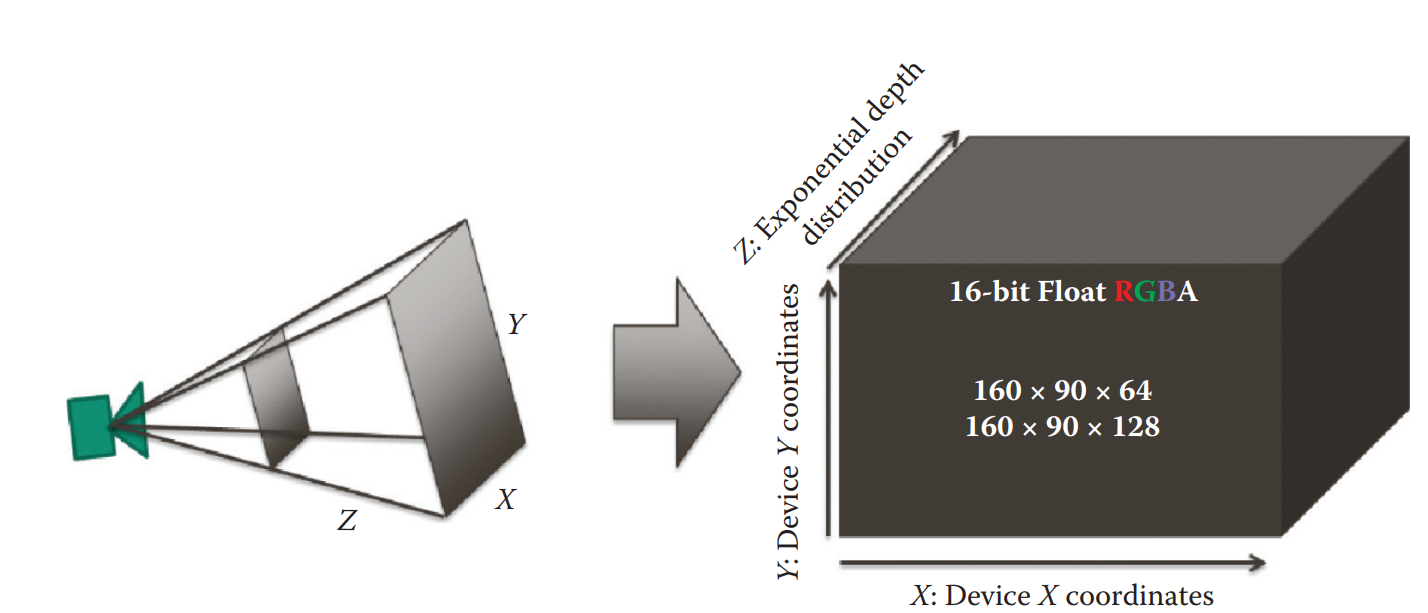 Y
X
Z
Z: Exponential depth
distribution
Y: Device Y coordinates
16-bit Float RGBA
160 × 90 × 64
160 × 90 × 128
X: Device X coordinates